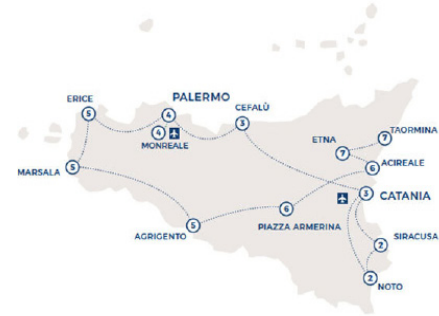 ERICE
5
PALERMO
4
CEFALÙ
3
4
MONREALE
TAORMINA
7
ETNA
7
ACIREALE
6
MARSALA
5
3
CATANIA
AGRIGENTO
5
6
PIAZZA ARMERINA
SIRACUSA
2
2
NOTO